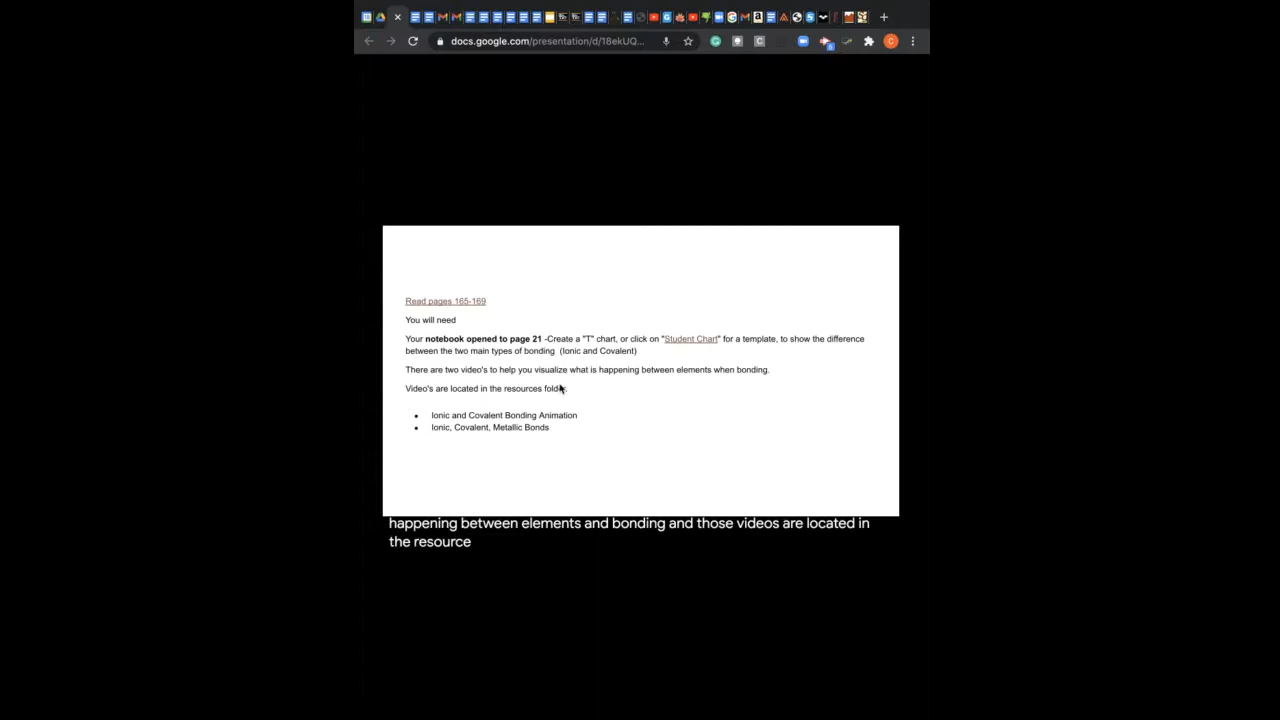 docs.google.com/presentation/d/18ekUQ...
Read pages 165-169
You will need
Your notebook opened to page 21 -Create a "T" chart, or click on "Student Chart" for a template, to show the difference
between the two main types of bonding (Ionic and Covalent)
There are two video's to help you visualize what is happening between elements when bonding.
Video's are located in the resources folder.
• Ionic and Covalent Bonding Animation
• Ionic, Covalent, Metallic Bonds
happening between elements and bonding and those videos are located in
the resource